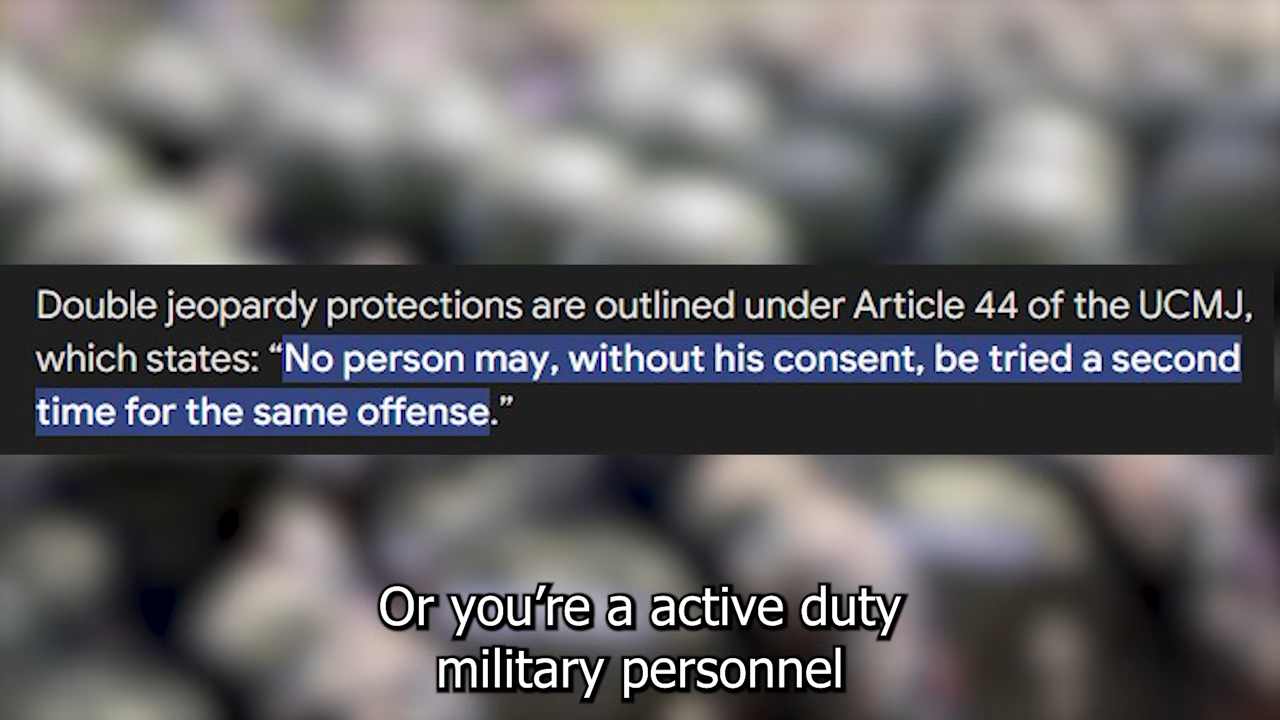 Double jeopardy protections are outlined under Article 44 of the UCMJ,
which states: “No person may, without his consent, be tried a second
time for the same offense.”
Or you’re a active duty
military personnel